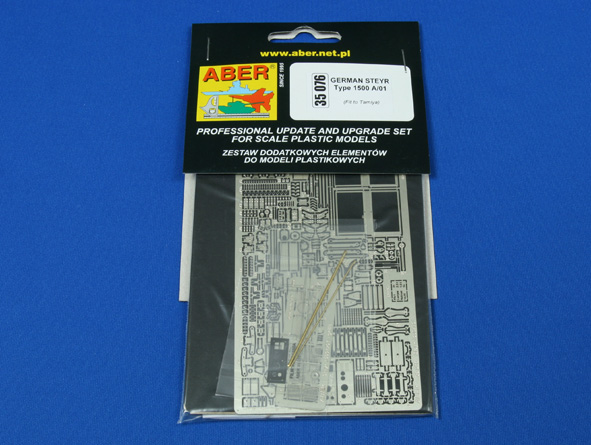 www.aber.net.pl
ABER®
SINCE 1995
35 076
GERMAN STEYR
Type 1500 A/01
(Fit to Tamiya)
PROFESSIONAL UPDATE AND UPGRADE SET
FOR SCALE PLASTIC MODELS
ZESTAW DODATKOWYCH ELEMENTÓW
DO MODELI PLASTIKOWYCH